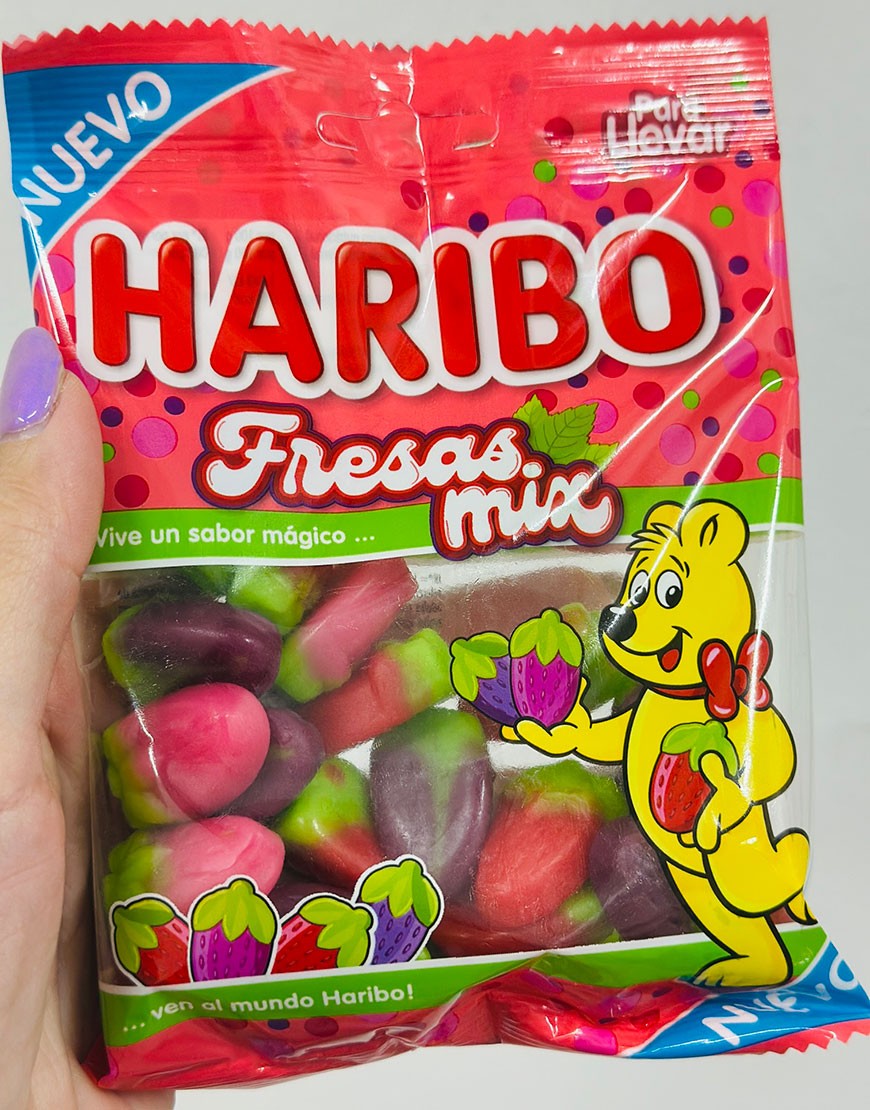 NUEVO
Para
Llevar
HARIBO
Fresas
mix
Vive un sabor mágico ...
... ven al mundo Haribo!
NUEVO